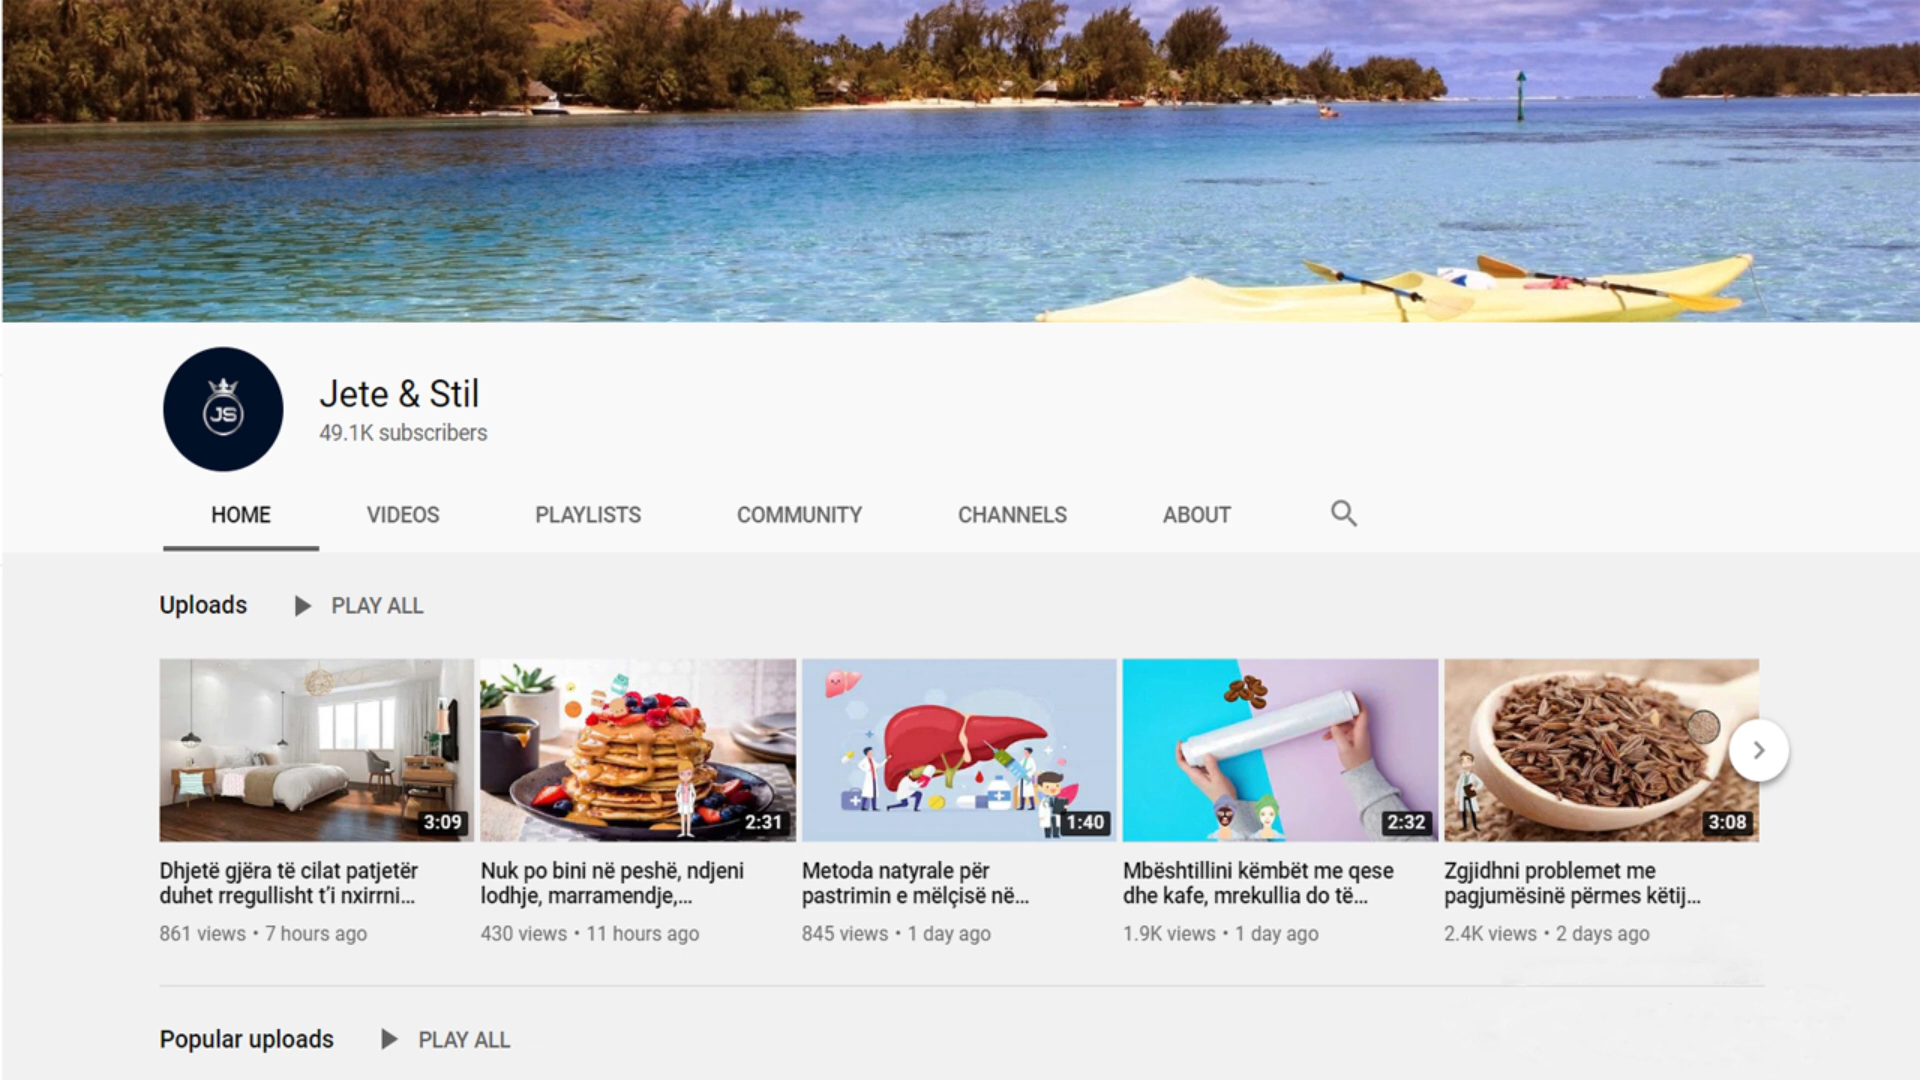 JS
Jete & Stil
49.1K subscribers
HOME VIDEOS PLAYLISTS COMMUNITY CHANNELS ABOUT
Uploads PLAY ALL
3:09 2:31 1:40 2:32 3:08
Dhjetë gjëra të cilat patjetër
duhet rregullisht t’i nxirrni...
861 views • 7 hours ago
Nuk po bini në peshë, ndjeni
lodhje, marramendje,...
430 views • 11 hours ago
Metoda natyrale për
pastrimin e mëlçisë në...
845 views • 1 day ago
Mbështillini këmbët me qese
dhe kafe, mrekullia do të...
1.9K views • 1 day ago
Zgjidhni problemet me
pagjumësinë përmes këtij...
2.4K views • 2 days ago
Popular uploads PLAY ALL